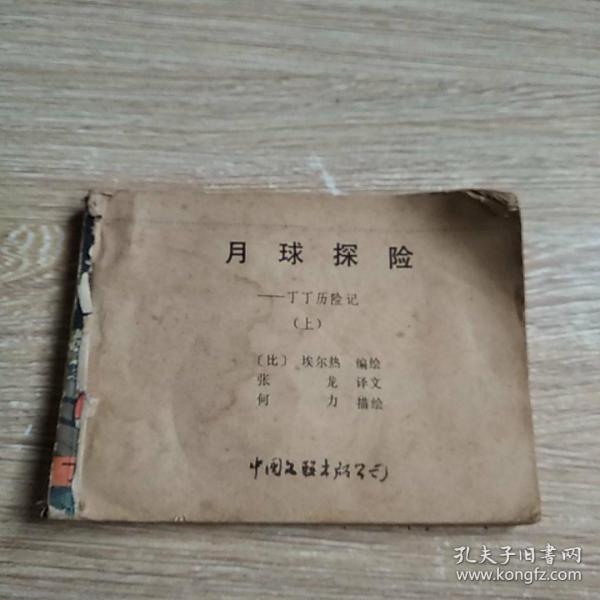 月球探险
——丁丁历险记
（上）
〔比〕 埃尔热 编绘
张龙 译文
何力 描绘
中国文联出版公司
孔夫子旧书网
www.kongfz.com